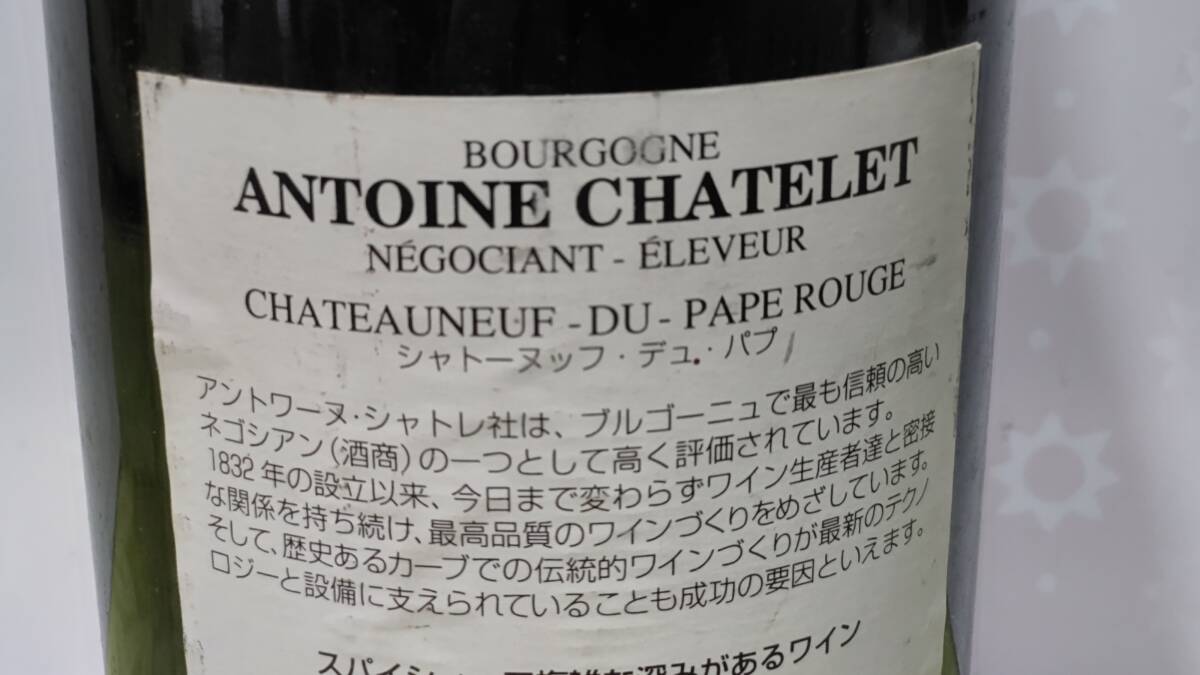 BOURGOGNE
ANTOINE CHATELET
NÉGOCIANT - ÉLEVEUR
CHATEAUNEUF - DU - PAPE ROUGE
シャトーヌッフ・デュ・パプ
アントワーヌ・シャトレ社は、ブルゴーニュで最も信頼の高い
ネゴシアン(酒商)の一つとして高く評価されています。
1832年の設立以来、今日まで変わらずワイン生産者達と密接
な関係を持ち続け、最高品質のワインづくりをめざしています。
そして、歴史あるカーブでの伝統的ワインづくりが最新のテクノ
ロジーと設備に支えられていることも成功の要因といえます。
深みがあるワイン